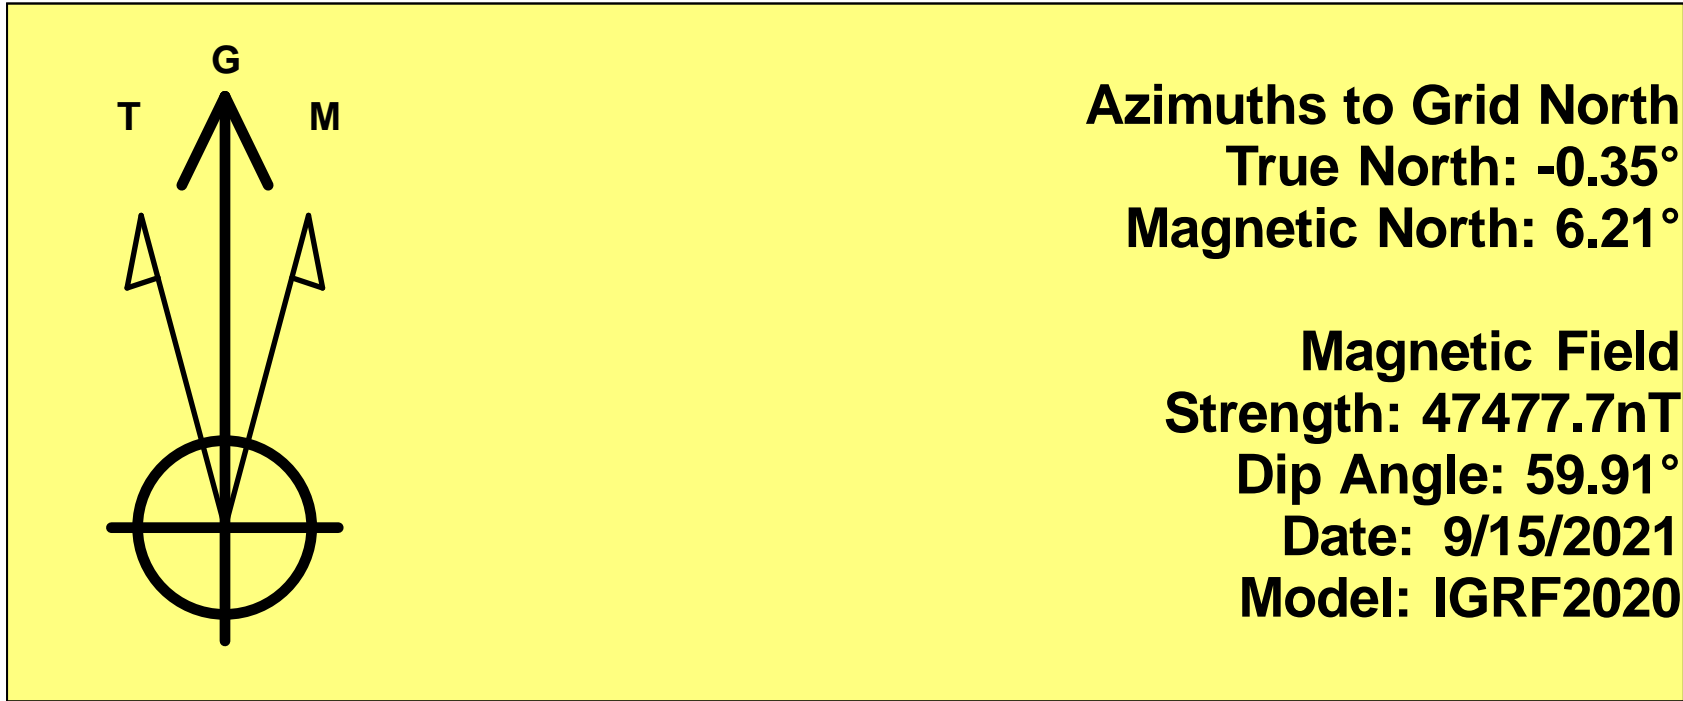 G
T M
Azimuths to Grid North
True North: -0.35°
Magnetic North: 6.21°
Magnetic Field
Strength: 47477.7nT
Dip Angle: 59.91°
Date: 9/15/2021
Model: IGRF2020